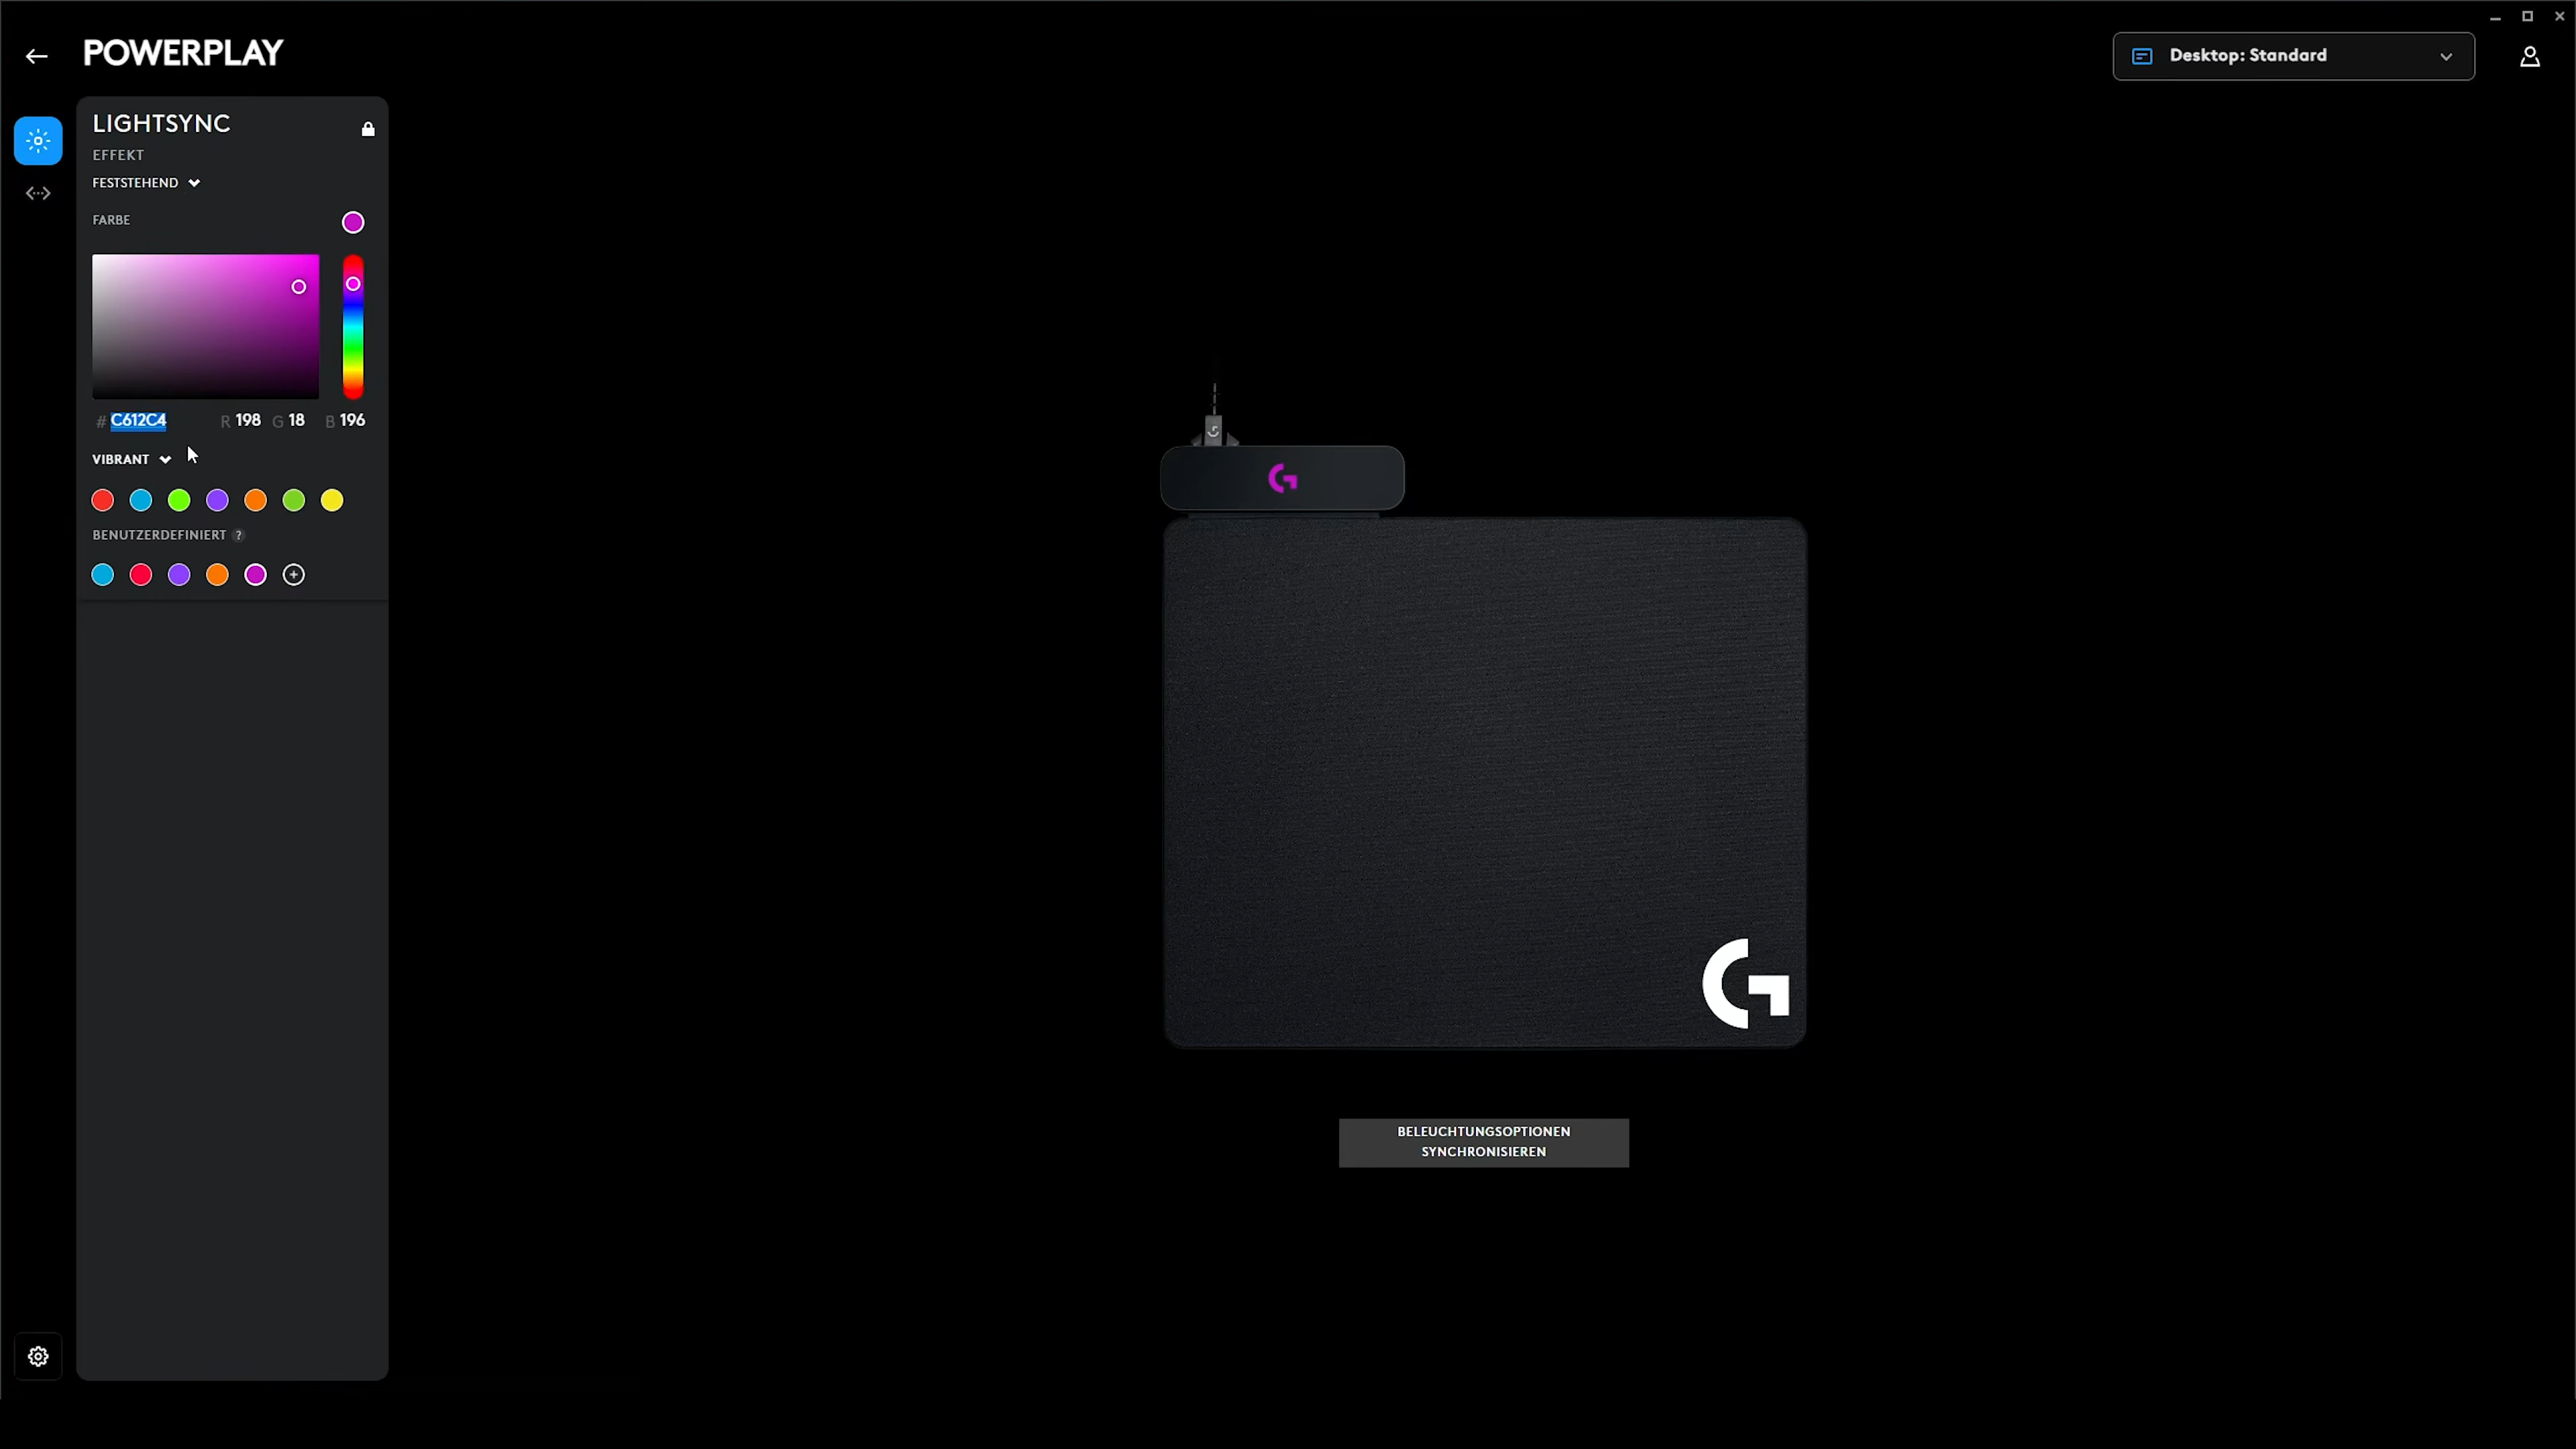 POWERPLAY
Desktop: Standard
LIGHTSYNC
EFFEKT
FESTSTEHEND
FARBE
# C612C4 R 198 G 18 B 196
VIBRANT
BENUTZERDEFINIERT ?
BELEUCHTUNGSOPTIONEN
SYNCHRONISIEREN